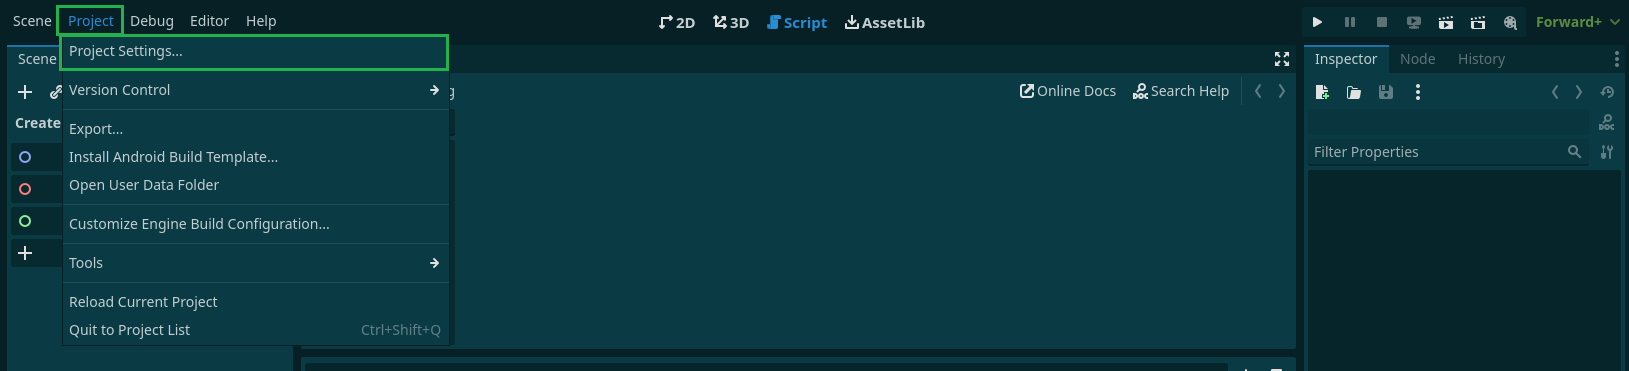 Scene Project Debug Editor Help
2D 3D Script AssetLib
Forward+
Scene
Project Settings...
Version Control
Export...
Install Android Build Template...
Open User Data Folder
Customize Engine Build Configuration...
Tools
Reload Current Project
Quit to Project List Ctrl+Shift+Q
Create
Online Docs Search Help
Inspector Node History
Filter Properties